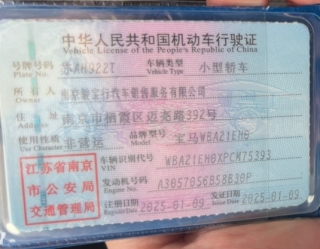 中华人民共和国机动车行驶证
Vehicle License of the People's Republic of China
号牌号码 苏AH922T 车辆类型 小型轿车
Plate No. Vehicle Type
所有人 南京骏宝行汽车销售服务有限公司
Owner
住址 南京市栖霞区迈尧路392号
Address
使用性质 非营运 品牌型号 宝马WBA21EH0
Use Character Model
江苏省南京
市公安局
交通管理局
车辆识别代号 WBA21EH0XPCM75393
VIN
发动机号码 A3057056B58B30P
Engine No.
注册日期 2025-01-09 发证日期 2025-01-09
Register Date Issue Date